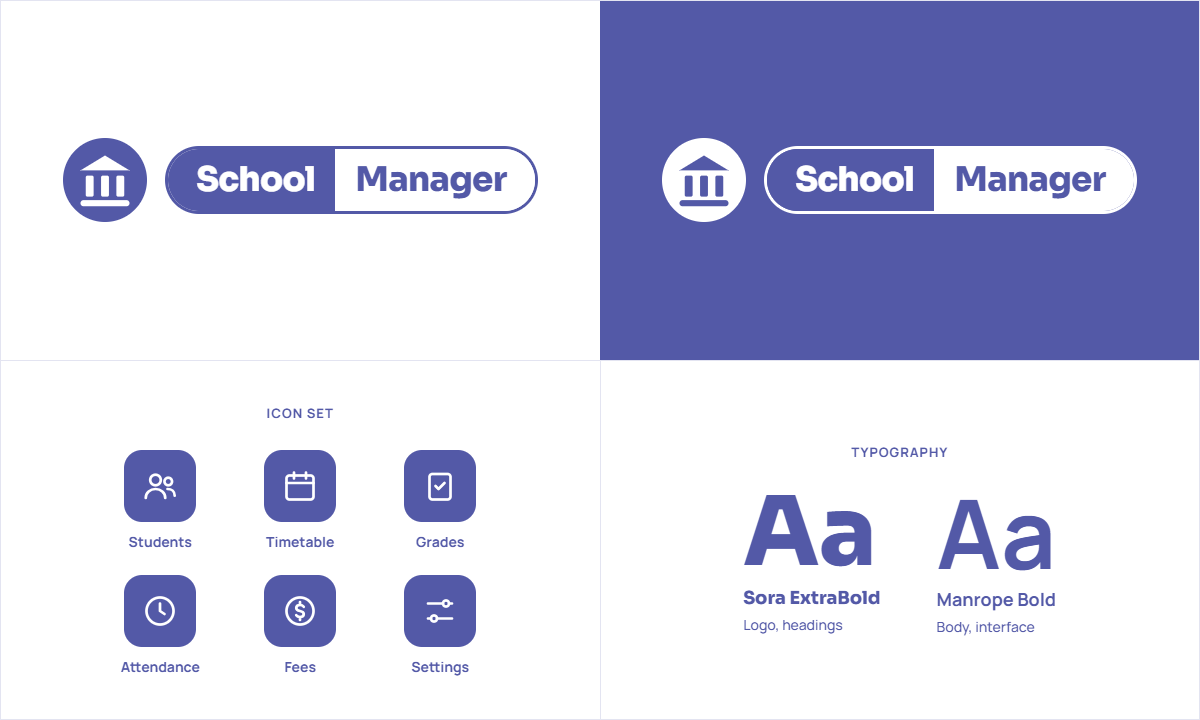 School Manager
School Manager
ICON SET
Students Timetable Grades
Attendance Fees Settings
TYPOGRAPHY
Aa Aa
Sora ExtraBold Manrope Bold
Logo, headings Body, interface